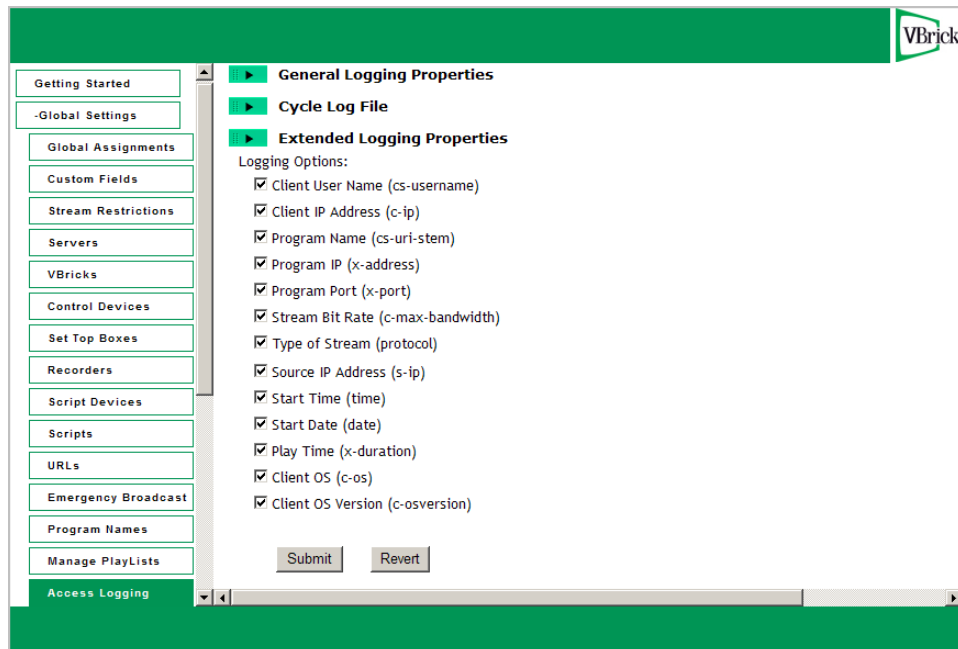 VBrick
Getting Started
-Global Settings
Global Assignments
Custom Fields
Stream Restrictions
Servers
VBricks
Control Devices
Set Top Boxes
Recorders
Script Devices
Scripts
URLs
Emergency Broadcast
Program Names
Manage PlayLists
Access Logging
General Logging Properties
Cycle Log File
Extended Logging Properties
Logging Options:
Client User Name (cs-username)
Client IP Address (c-ip)
Program Name (cs-uri-stem)
Program IP (x-address)
Program Port (x-port)
Stream Bit Rate (c-max-bandwidth)
Type of Stream (protocol)
Source IP Address (s-ip)
Start Time (time)
Start Date (date)
Play Time (x-duration)
Client OS (c-os)
Client OS Version (c-osversion)
Submit Revert